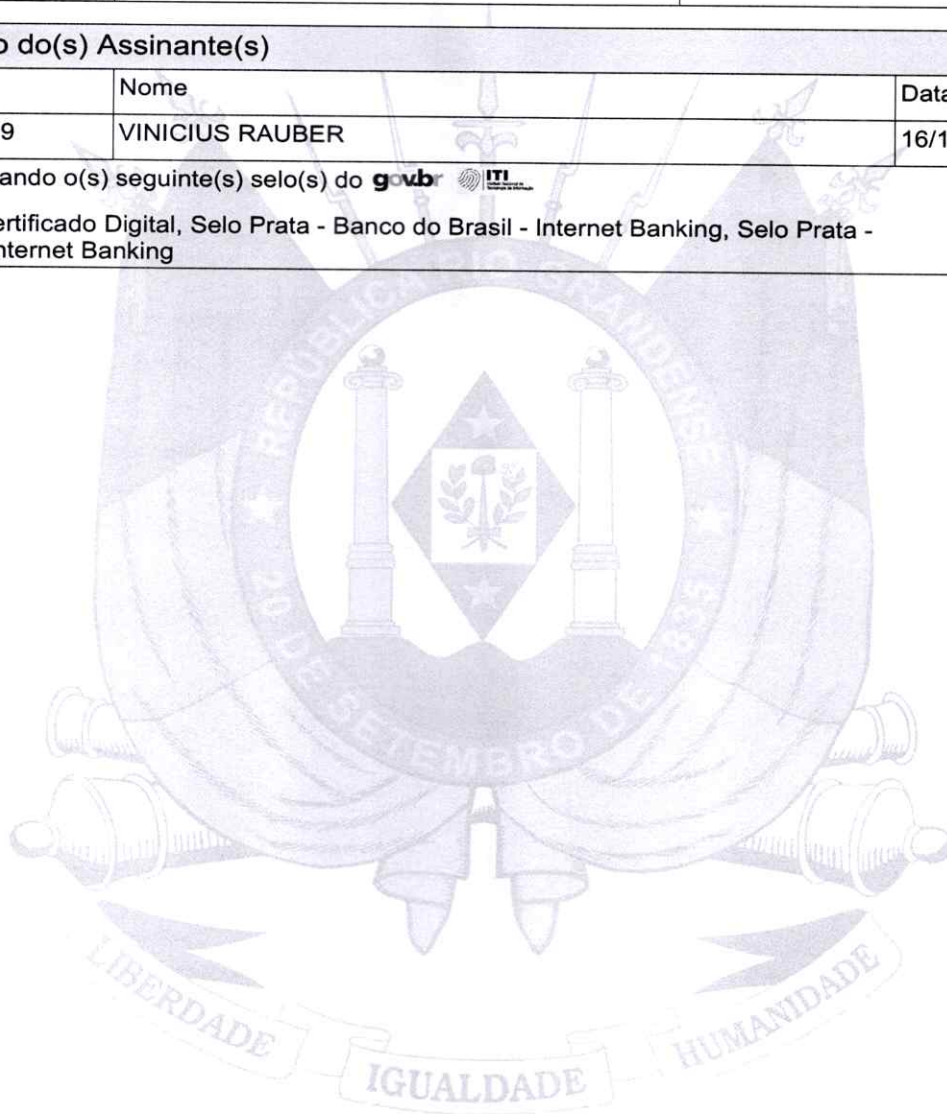 o do(s) Assinante(s)
Nome
Data
9
VINICIUS RAUBER
16/1
ando o(s) seguinte(s) selo(s) do gov.br ITI
ertificado Digital, Selo Prata - Banco do Brasil - Internet Banking, Selo Prata -
nternet Banking
REPUBLICA RIO GRANDENSE
20 DE SETEMBRO DE 1835
LIBERDADE
IGUALDADE
HUMANIDADE